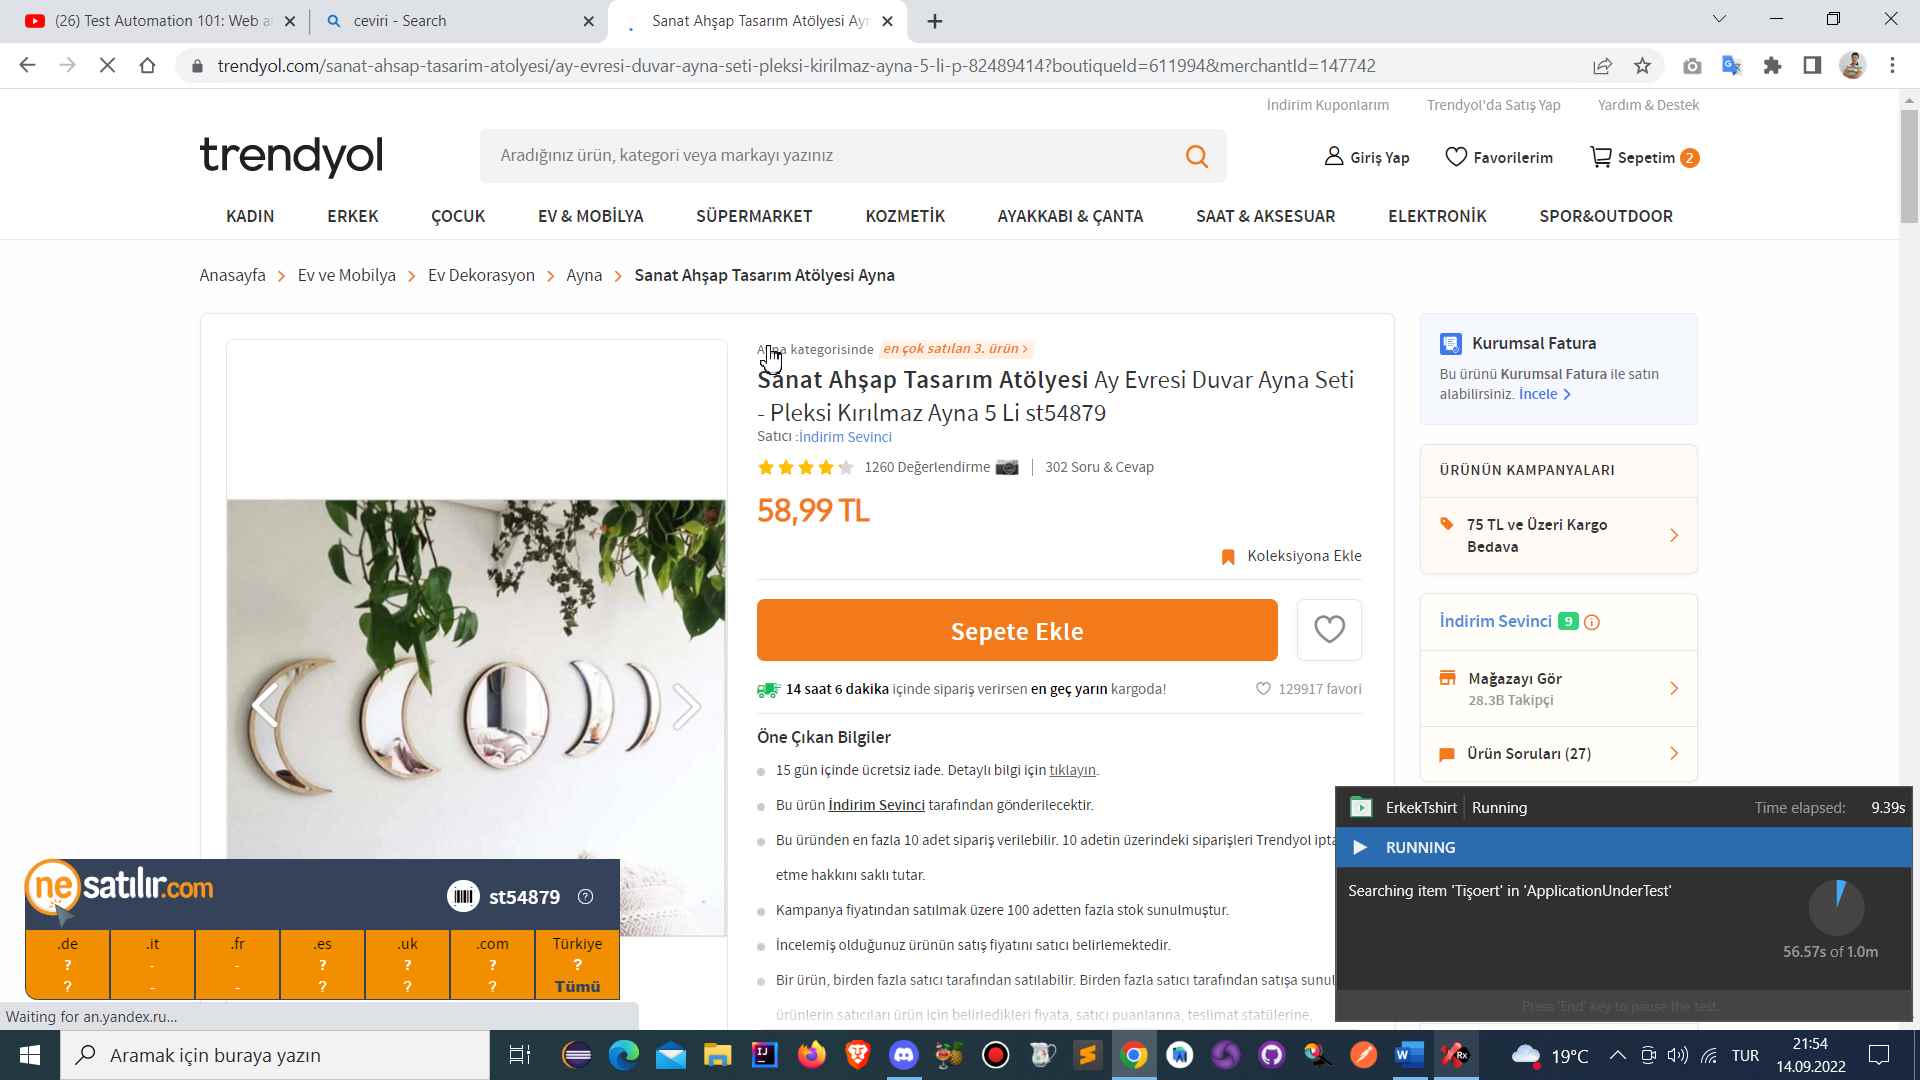 (26) Test Automation 101: Web a
ceviri - Search
Sanat Ahşap Tasarım Atölyesi Ayn
trendyol.com/sanat-ahsap-tasarim-atolyesi/ay-evresi-duvar-ayna-seti-pleksi-kirilmaz-ayna-5-li-p-82489414?boutiqueId=611994&merchantId=147742
İndirim Kuponlarım
Trendyol'da Satış Yap
Yardım & Destek
trendyol
Aradığınız ürün, kategori veya markayı yazınız
Giriş Yap
Favorilerim
Sepetim 2
KADIN ERKEK ÇOCUK EV & MOBİLYA SÜPERMARKET KOZMETİK AYAKKABI & ÇANTA SAAT & AKSESUAR ELEKTRONİK SPOR&OUTDOOR
Anasayfa > Ev ve Mobilya > Ev Dekorasyon > Ayna > Sanat Ahşap Tasarım Atölyesi Ayna
Ayna kategorisinde en çok satılan 3. ürün >
Sanat Ahşap Tasarım Atölyesi Ay Evresi Duvar Ayna Seti
- Pleksi Kırılmaz Ayna 5 Li st54879
Satıcı :İndirim Sevinci
1260 Değerlendirme | 302 Soru & Cevap
58,99 TL
Koleksiyona Ekle
Sepete Ekle
14 saat 6 dakika içinde sipariş verirsen en geç yarın kargoda!
129917 favori
Öne Çıkan Bilgiler
15 gün içinde ücretsiz iade. Detaylı bilgi için tıklayın.
Bu ürün İndirim Sevinci tarafından gönderilecektir.
Bu üründen en fazla 10 adet sipariş verilebilir. 10 adetin üzerindeki siparişleri Trendyol ipta
etme hakkını saklı tutar.
Kampanya fiyatından satılmak üzere 100 adetten fazla stok sunulmuştur.
İncelemiş olduğunuz ürünün satış fiyatını satıcı belirlemektedir.
Bir ürün, birden fazla satıcı tarafından satılabilir. Birden fazla satıcı tarafından satışa sunul
ürünlerin satıcıları ürün için belirledikleri fiyata, satıcı puanlarına, teslimat statülerine,
Kurumsal Fatura
Bu ürünü Kurumsal Fatura ile satın
alabilirsiniz. İncele >
ÜRÜNÜN KAMPANYALARI
75 TL ve Üzeri Kargo
Bedava
İndirim Sevinci 9
Mağazayı Gör
28.3B Takipçi
Ürün Soruları (27)
ErkekTshirt | Running
Time elapsed: 9.39s
RUNNING
Searching item 'Tişoert' in 'ApplicationUnderTest'
56.57s of 1.0m
Press 'End' key to pause the test.
ne satılır.com
st54879
.de .it .fr .es .uk .com Türkiye
? - - ? ? ? ?
? - - ? ? ? Tümü
Waiting for an.yandex.ru...
Aramak için buraya yazın
19°C
TUR
21:54
14.09.2022